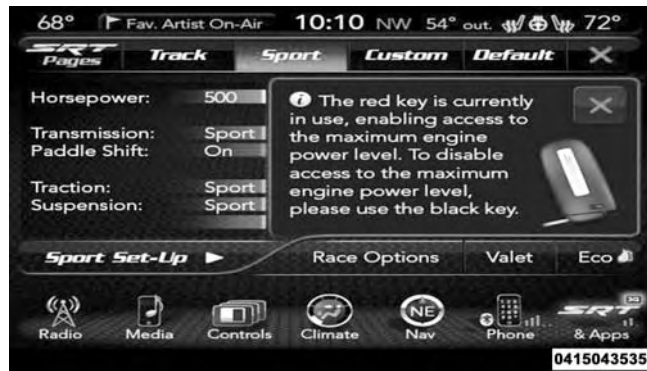 68° Fav. Artist On-Air 10:10 NW 54° out. 72°
SRT Pages Track Sport Custom Default
Horsepower: 500
Transmission: Sport
Paddle Shift: On
Traction: Sport
Suspension: Sport
The red key is currently
in use, enabling access to
the maximum engine
power level. To disable
access to the maximum
engine power level,
please use the black key.
Sport Set-Up Race Options Valet Eco
NE 3G SRT
Radio Media Controls Climate Nav Phone & Apps
0415043535